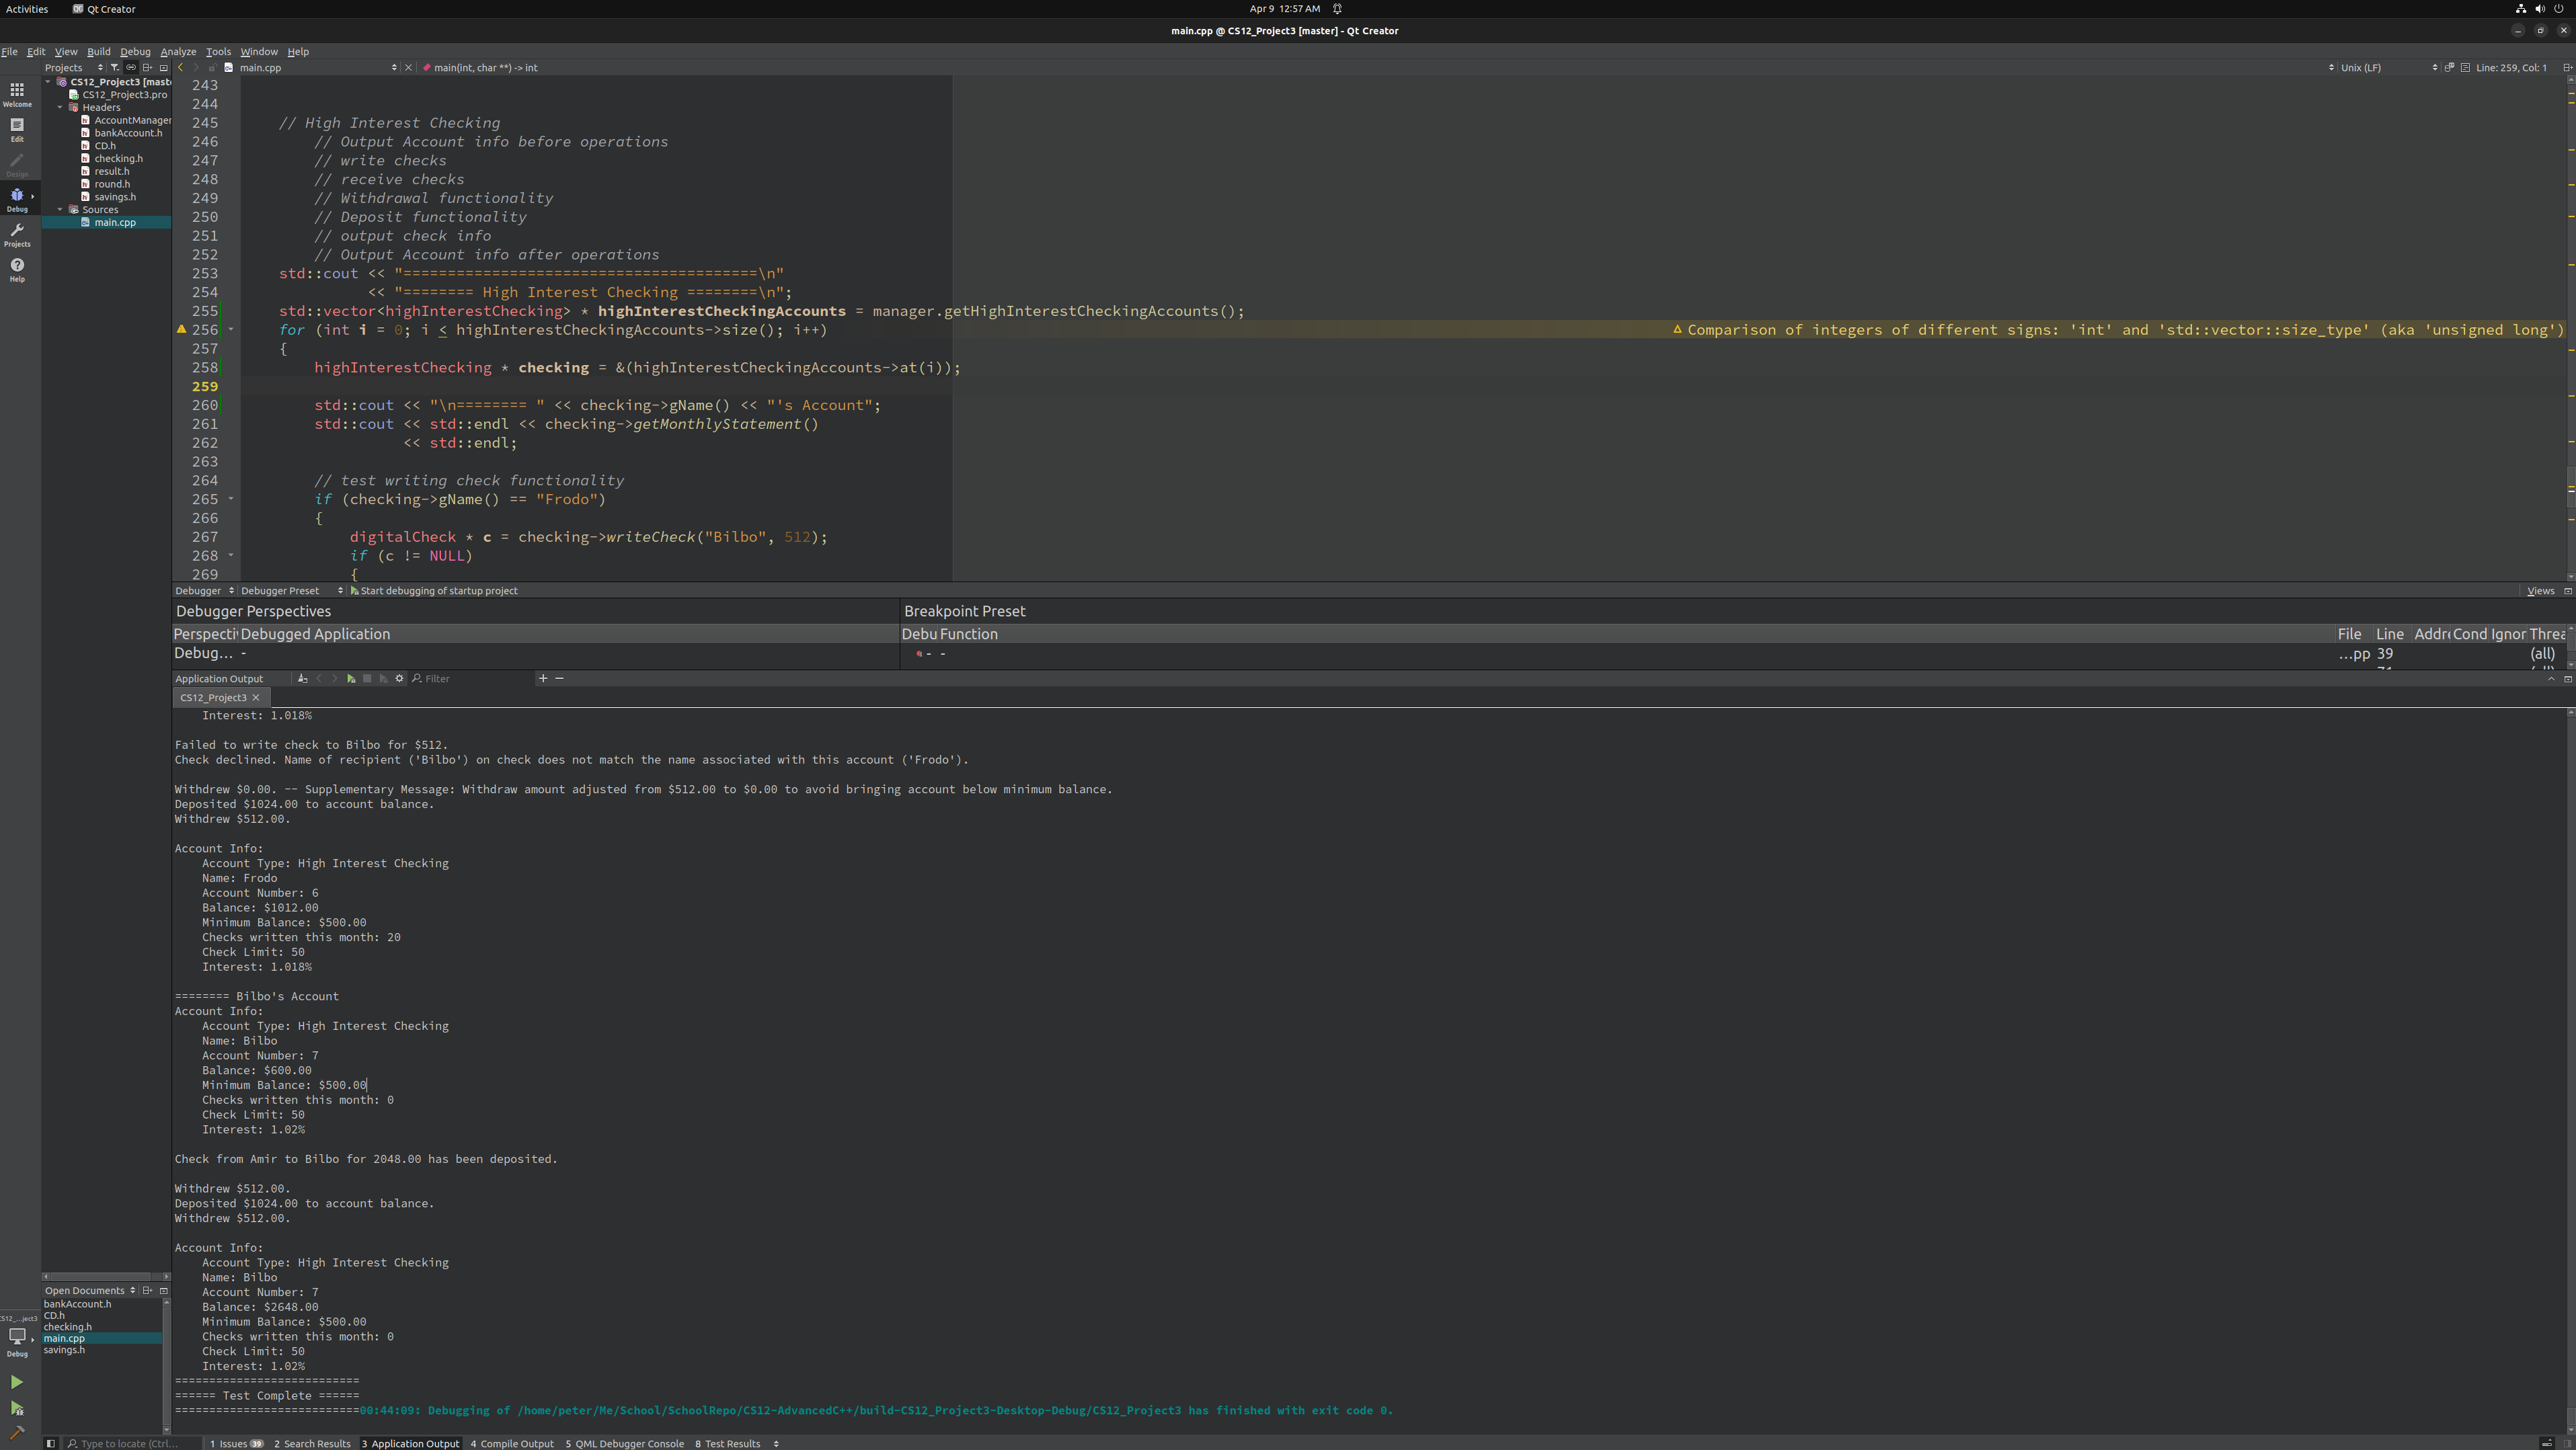 Activities Qt Creator Apr 9 12:57 AM
main.cpp @ CS12_Project3 [master] - Qt Creator
File Edit View Build Debug Analyze Tools Window Help
Projects main.cpp main(int, char **) -> int Unix (LF) Line: 259, Col: 1
Welcome
Edit
Design
Debug
Projects
Help
CS12_Project3 [maste
CS12_Project3.pro
Headers
AccountManager
bankAccount.h
CD.h
checking.h
result.h
round.h
savings.h
Sources
main.cpp
243
244
245 // High Interest Checking
246 // Output Account info before operations
247 // write checks
248 // receive checks
249 // Withdrawal functionality
250 // Deposit functionality
251 // output check info
252 // Output Account info after operations
253 std::cout << "========================================\n"
254 << "======== High Interest Checking ========\n";
255 std::vector<highInterestChecking> * highInterestCheckingAccounts = manager.getHighInterestCheckingAccounts();
256 for (int i = 0; i < highInterestCheckingAccounts->size(); i++) Comparison of integers of different signs: 'int' and 'std::vector::size_type' (aka 'unsigned long')
257 {
258 highInterestChecking * checking = &(highInterestCheckingAccounts->at(i));
259
260 std::cout << "\n======== " << checking->gName() << "'s Account";
261 std::cout << std::endl << checking->getMonthlyStatement()
262 << std::endl;
263
264 // test writing check functionality
265 if (checking->gName() == "Frodo")
266 {
267 digitalCheck * c = checking->writeCheck("Bilbo", 512);
268 if (c != NULL)
269 {
Debugger Debugger Preset Start debugging of startup project Views
Debugger Perspectives Breakpoint Preset
Perspecti Debugged Application Debu Function File Line Addre Cond Ignor Threa
Debug... - - - ...pp 39 (all)
Application Output Filter + −
CS12_Project3
Interest: 1.018%
Failed to write check to Bilbo for $512.
Check declined. Name of recipient ('Bilbo') on check does not match the name associated with this account ('Frodo').
Withdrew $0.00. -- Supplementary Message: Withdraw amount adjusted from $512.00 to $0.00 to avoid bringing account below minimum balance.
Deposited $1024.00 to account balance.
Withdrew $512.00.
Account Info:
Account Type: High Interest Checking
Name: Frodo
Account Number: 6
Balance: $1012.00
Minimum Balance: $500.00
Checks written this month: 20
Check Limit: 50
Interest: 1.018%
======== Bilbo's Account
Account Info:
Account Type: High Interest Checking
Name: Bilbo
Account Number: 7
Balance: $600.00
Minimum Balance: $500.00
Checks written this month: 0
Check Limit: 50
Interest: 1.02%
Check from Amir to Bilbo for 2048.00 has been deposited.
Withdrew $512.00.
Deposited $1024.00 to account balance.
Withdrew $512.00.
Account Info:
Account Type: High Interest Checking
Name: Bilbo
Account Number: 7
Balance: $2648.00
Minimum Balance: $500.00
Checks written this month: 0
Check Limit: 50
Interest: 1.02%
===========================
====== Test Complete ======
===========================00:44:09: Debugging of /home/peter/Me/School/SchoolRepo/CS12-AdvancedC++/build-CS12_Project3-Desktop-Debug/CS12_Project3 has finished with exit code 0.
Open Documents
bankAccount.h
CD.h
checking.h
main.cpp
savings.h
CS12_...ject3
Debug
Type to locate (Ctrl... 1 Issues 39 2 Search Results 3 Application Output 4 Compile Output 5 QML Debugger Console 8 Test Results